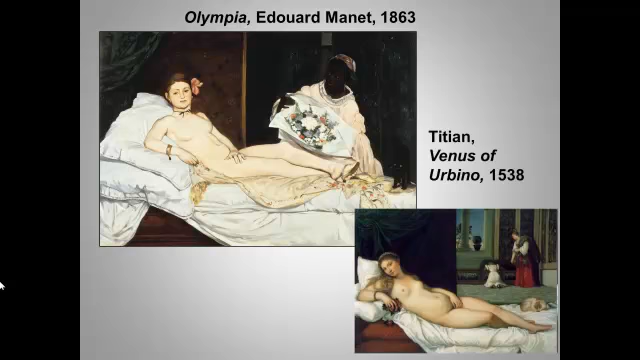 Olympia, Edouard Manet, 1863
Titian,
Venus of
Urbino, 1538